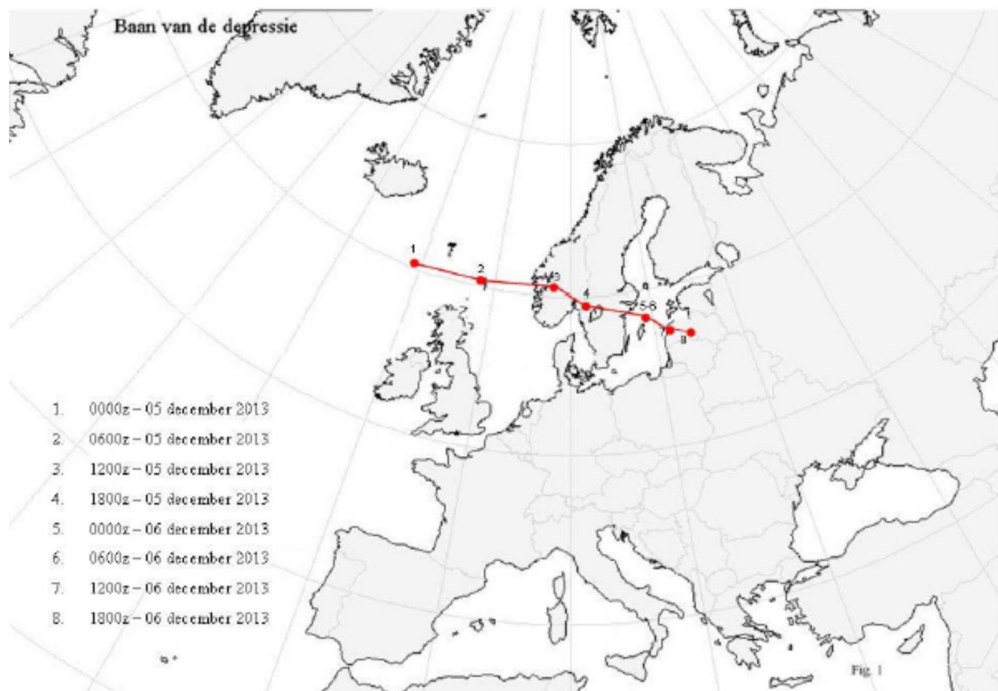 Baan van de depressie
1
2
3
4
5-6
8
1. 0000z – 05 december 2013
2. 0600z – 05 december 2013
3. 1200z – 05 december 2013
4. 1800z – 05 december 2013
5. 0000z – 06 december 2013
6. 0600z – 06 december 2013
7. 1200z – 06 december 2013
8. 1800z – 06 december 2013
Fig. 1